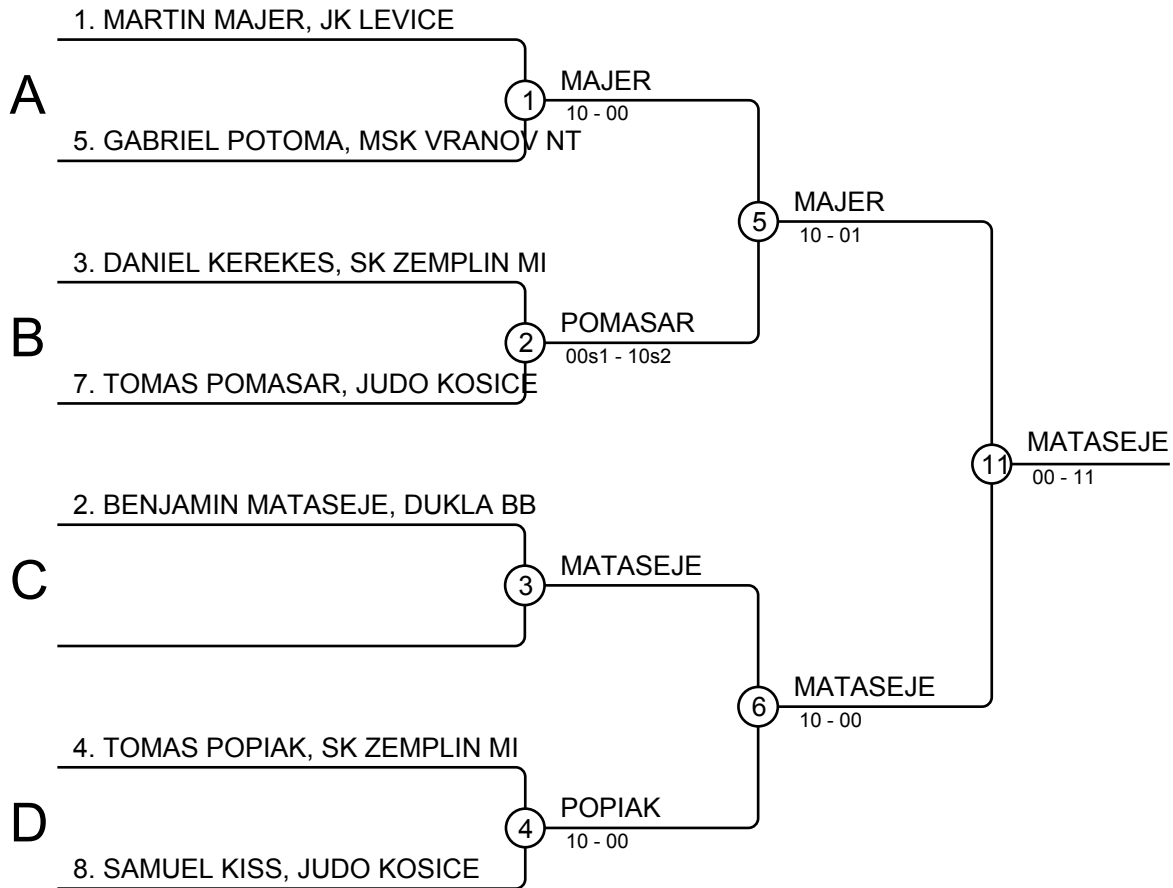 1. MARTIN MAJER, JK LEVICE
A
1
MAJER
10 - 00
5. GABRIEL POTOMA, MSK VRANOV NT
5
MAJER
10 - 01
3. DANIEL KEREKES, SK ZEMPLIN MI
B
2
POMASAR
00s1 - 10s2
7. TOMAS POMASAR, JUDO KOSICE
11
MATASEJE
00 - 11
2. BENJAMIN MATASEJE, DUKLA BB
C
3
MATASEJE
6
MATASEJE
10 - 00
4. TOMAS POPIAK, SK ZEMPLIN MI
D
4
POPIAK
10 - 00
8. SAMUEL KISS, JUDO KOSICE